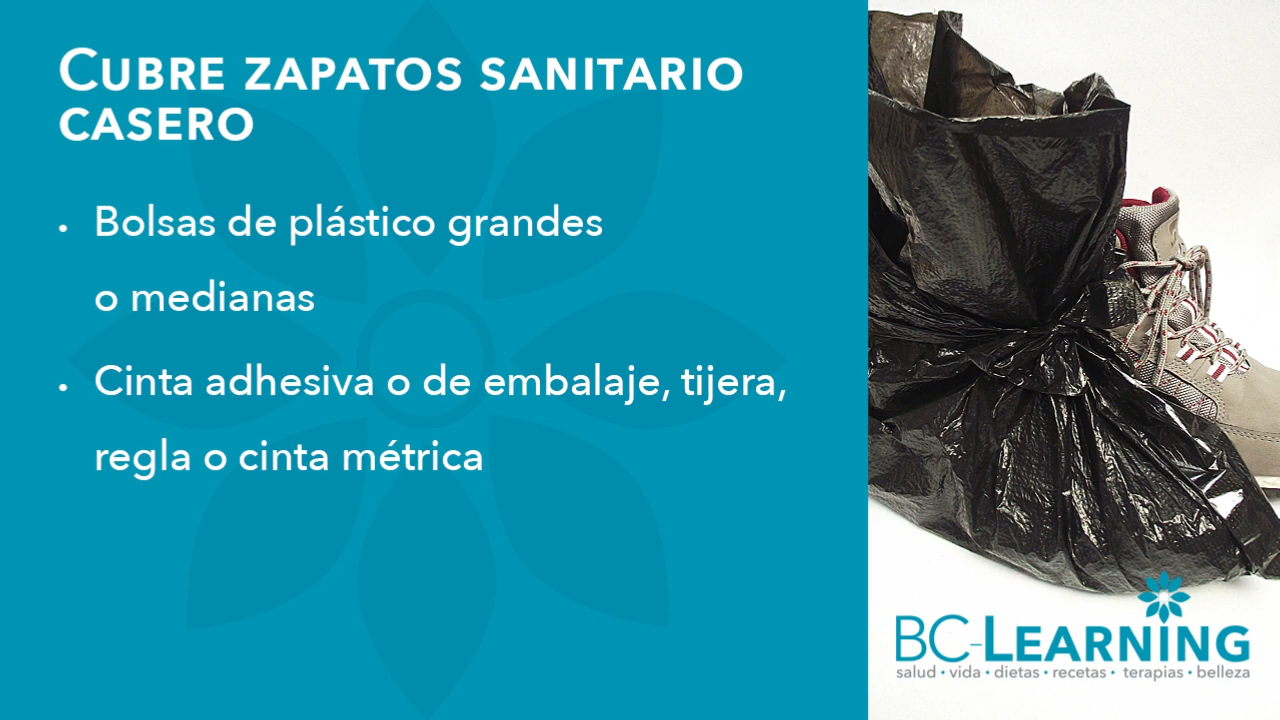 CUBRE ZAPATOS SANITARIO
CASERO
• Bolsas de plástico grandes
o medianas
• Cinta adhesiva o de embalaje, tijera,
regla o cinta métrica
BC-LEARNING
salud • vida • dietas • recetas • terapias • belleza